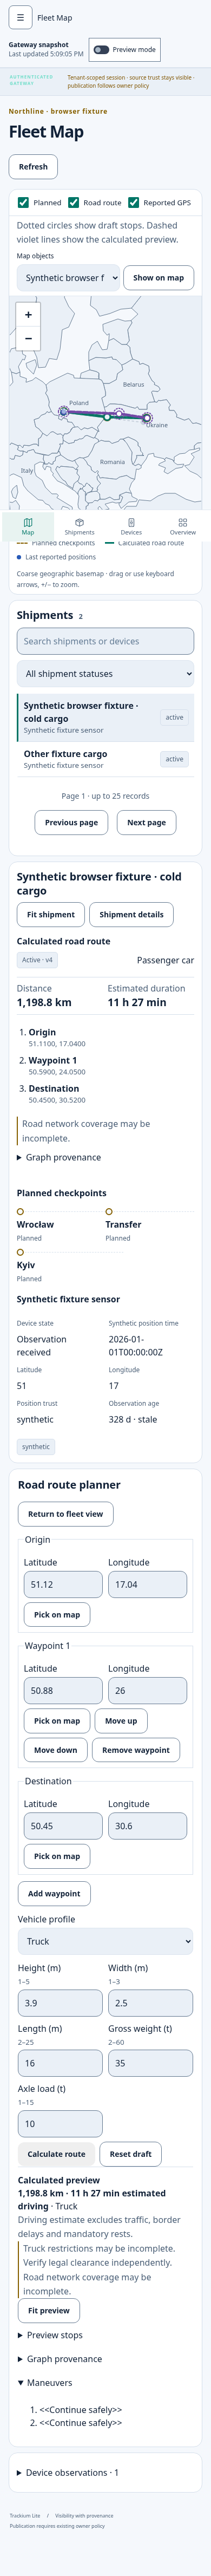 ☰ Fleet Map
Gateway snapshot
Last updated 5:09:05 PM
Preview mode
AUTHENTICATED GATEWAY
Tenant-scoped session · source trust stays visible · publication follows owner policy
Northline · browser fixture
Fleet Map
Refresh
Planned Road route Reported GPS
Dotted circles show draft stops. Dashed
violet lines show the calculated preview.
Map objects
Synthetic browser f
Show on map
+
−
Belarus
Poland
Ukraine
Romania
Italy
Map Shipments Devices Overview
Planned checkpoints Calculated road route
Last reported positions
Coarse geographic basemap · drag or use keyboard
arrows, +/− to zoom.
Shipments 2
Search shipments or devices
All shipment statuses
Synthetic browser fixture ·
cold cargo
Synthetic fixture sensor
active
Other fixture cargo
Synthetic fixture sensor
active
Page 1 · up to 25 records
Previous page Next page
Synthetic browser fixture · cold
cargo
Fit shipment Shipment details
Calculated road route
Active · v4 Passenger car
Distance Estimated duration
1,198.8 km 11 h 27 min
1. Origin
51.1100, 17.0400
2. Waypoint 1
50.5900, 24.0500
3. Destination
50.4500, 30.5200
Road network coverage may be
incomplete.
Graph provenance
Planned checkpoints
Wrocław Transfer
Planned Planned
Kyiv
Planned
Synthetic fixture sensor
Device state Synthetic position time
Observation received
2026-01-01T00:00:00Z
Latitude Longitude
51 17
Position trust Observation age
synthetic 328 d · stale
synthetic
Road route planner
Return to fleet view
Origin
Latitude Longitude
51.12 17.04
Pick on map
Waypoint 1
Latitude Longitude
50.88 26
Pick on map Move up
Move down Remove waypoint
Destination
Latitude Longitude
50.45 30.6
Pick on map
Add waypoint
Vehicle profile
Truck
Height (m) Width (m)
1–5 1–3
3.9 2.5
Length (m) Gross weight (t)
2–25 2–60
16 35
Axle load (t)
1–15
10
Calculate route Reset draft
Calculated preview
1,198.8 km · 11 h 27 min estimated
driving · Truck
Driving estimate excludes traffic, border
delays and mandatory rests.
Truck restrictions may be incomplete.
Verify legal clearance independently.
Road network coverage may be
incomplete.
Fit preview
Preview stops
Graph provenance
Maneuvers
1. <<Continue safely>>
2. <<Continue safely>>
Device observations · 1
Trackium Lite / Visibility with provenance
Publication requires existing owner policy